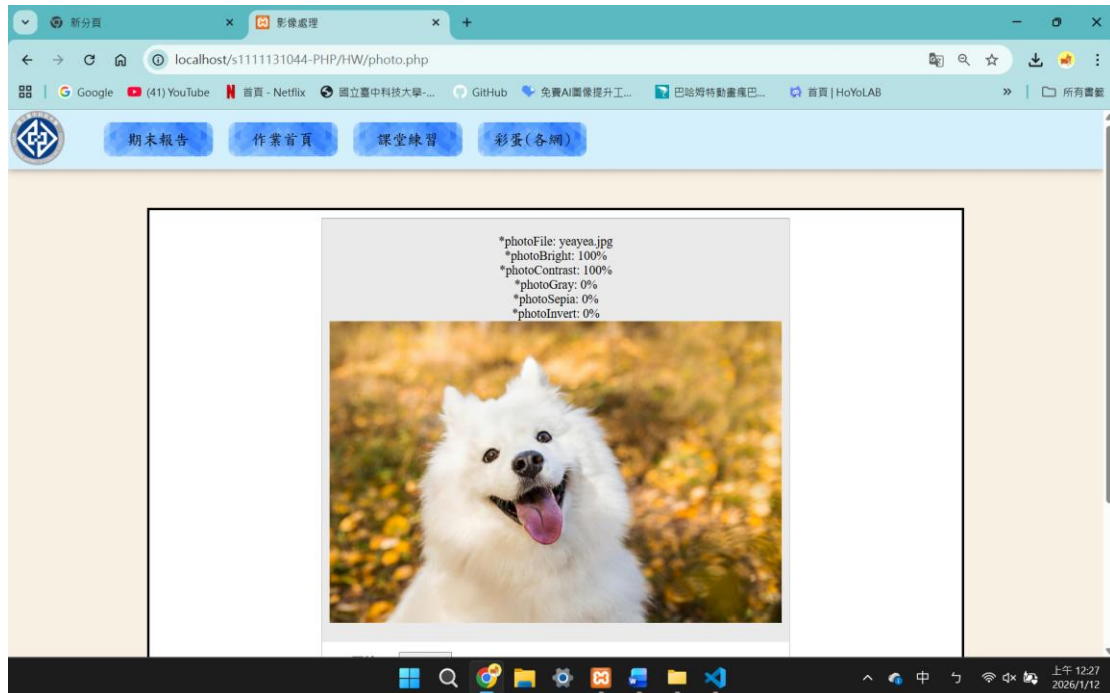 新分頁
影像處理
localhost/s1111131044-PHP/HW/photo.php
Google
(41) YouTube
首頁 - Netflix
國立臺中科技大學-...
GitHub
免費AI圖像提升工...
巴哈姆特動畫瘋巴...
首頁 | HoYoLAB
所有書籤
期末報告
作業首頁
課堂練習
彩蛋(各網)
*photoFile: yeayea.jpg
*photoBright: 100%
*photoContrast: 100%
*photoGray: 0%
*photoSepia: 0%
*photoInvert: 0%
中
ㄅ
上午 12:27
2026/1/12